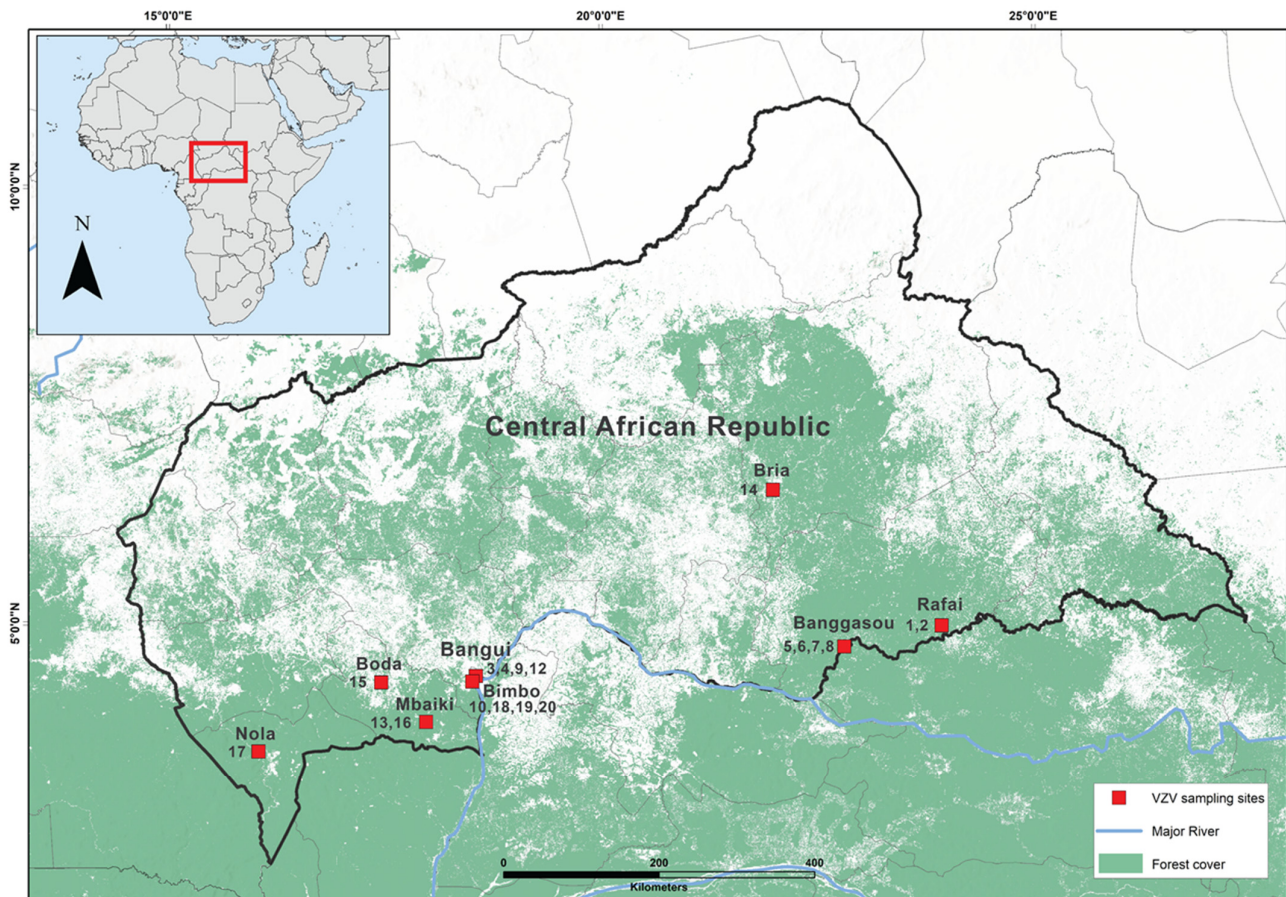 15°0'0"E
20°0'0"E
25°0'0"E
10°0'0"N
5°0'0"N
N
Central African Republic
Bria
14
Rafai
1,2
Banggasou
5,6,7,8
Bangui
3,4,9,12
Boda
15
Bimbo
10,18,19,20
Mbaiki
13,16
Nola
17
VZV sampling sites
Major River
Forest cover
0
200
400
Kilometers